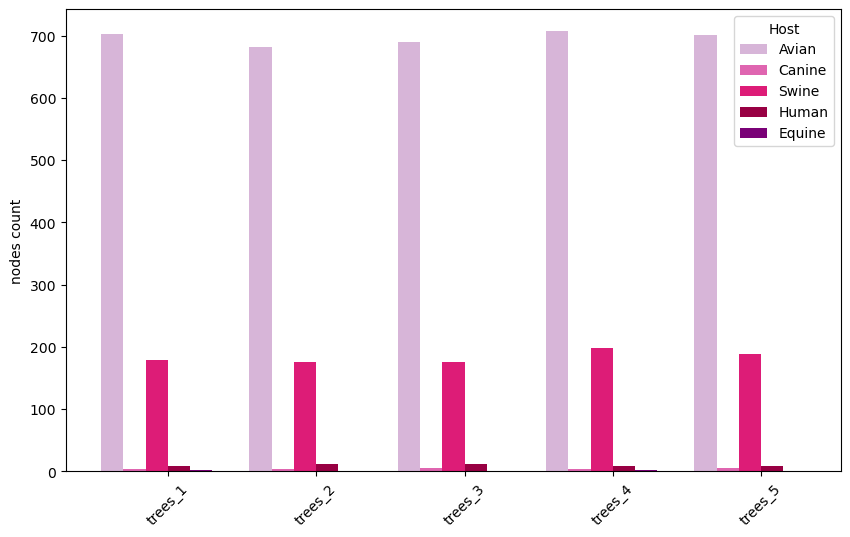 Host
Avian
Canine
Swine
Human
Equine
nodes count
700
600
500
400
300
200
100
0
trees_1
trees_2
trees_3
trees_4
trees_5